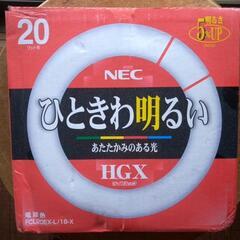 20
ワット形
明るさ
5%UP
NEC
ひときわ明るい
あたたかみのある光
HGX
電球色
FCL20EX-L/18-X